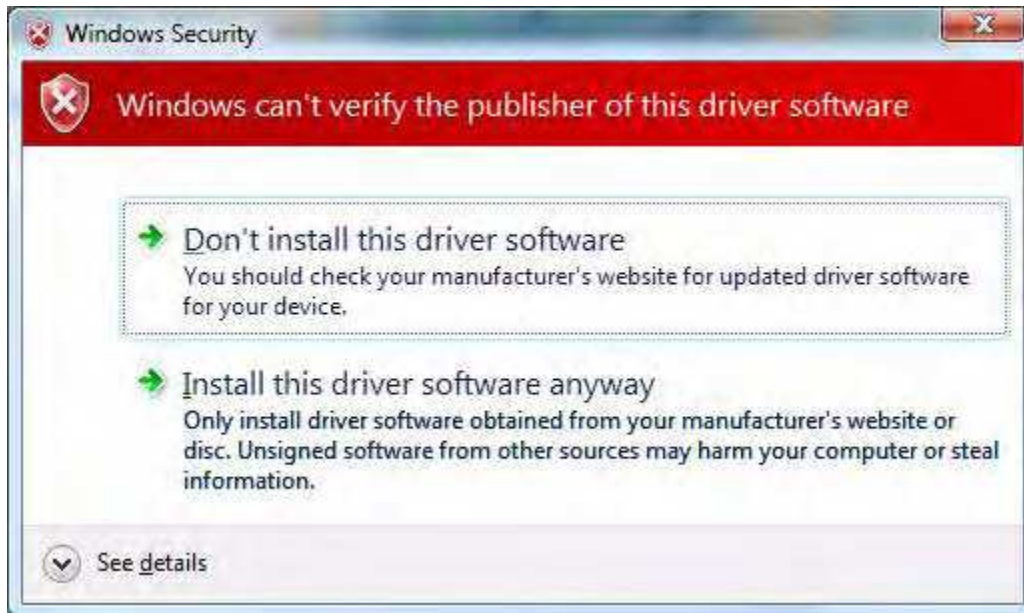 Windows Security
Windows can't verify the publisher of this driver software
Don't install this driver software
You should check your manufacturer's website for updated driver software
for your device.
Install this driver software anyway
Only install driver software obtained from your manufacturer's website or
disc. Unsigned software from other sources may harm your computer or steal
information.
See details